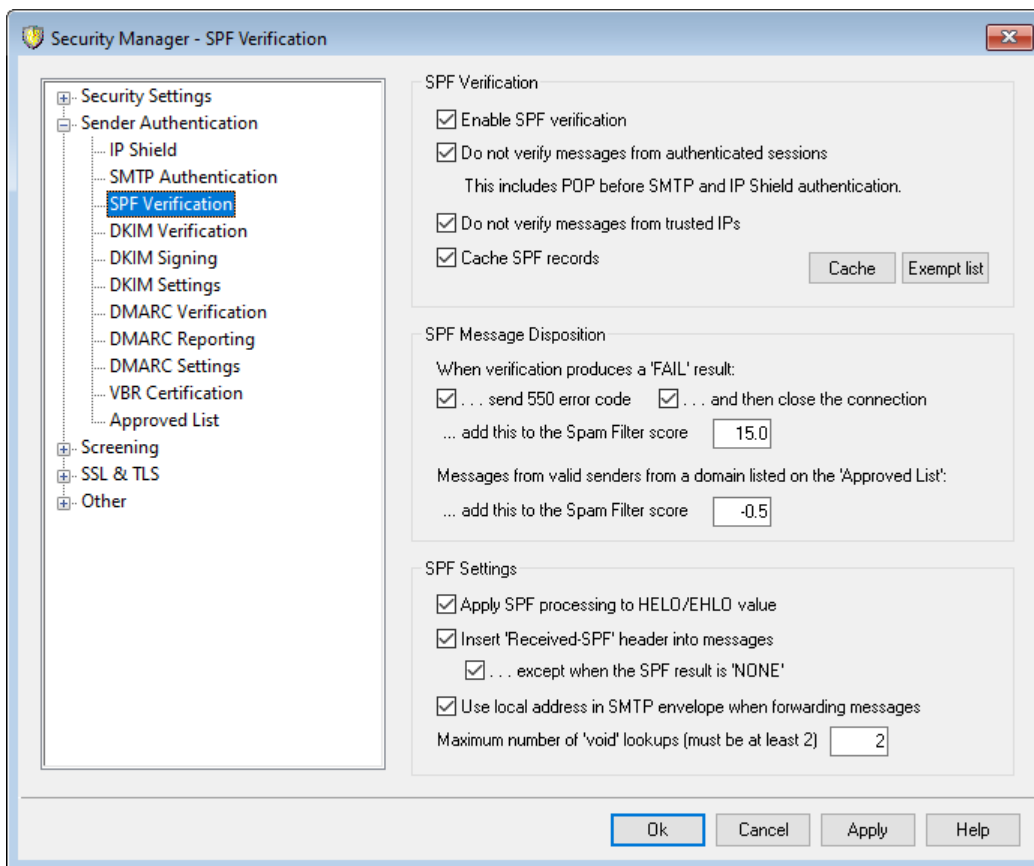 Security Manager - SPF Verification
Security Settings
Sender Authentication
IP Shield
SMTP Authentication
SPF Verification
DKIM Verification
DKIM Signing
DKIM Settings
DMARC Verification
DMARC Reporting
DMARC Settings
VBR Certification
Approved List
Screening
SSL & TLS
Other
SPF Verification
Enable SPF verification
Do not verify messages from authenticated sessions
This includes POP before SMTP and IP Shield authentication.
Do not verify messages from trusted IPs
Cache SPF records
Cache Exempt list
SPF Message Disposition
When verification produces a 'FAIL' result:
. . . send 550 error code . . . and then close the connection
... add this to the Spam Filter score 15.0
Messages from valid senders from a domain listed on the 'Approved List':
... add this to the Spam Filter score -0.5
SPF Settings
Apply SPF processing to HELO/EHLO value
Insert 'Received-SPF' header into messages
. . . except when the SPF result is 'NONE'
Use local address in SMTP envelope when forwarding messages
Maximum number of 'void' lookups (must be at least 2) 2
Ok Cancel Apply Help